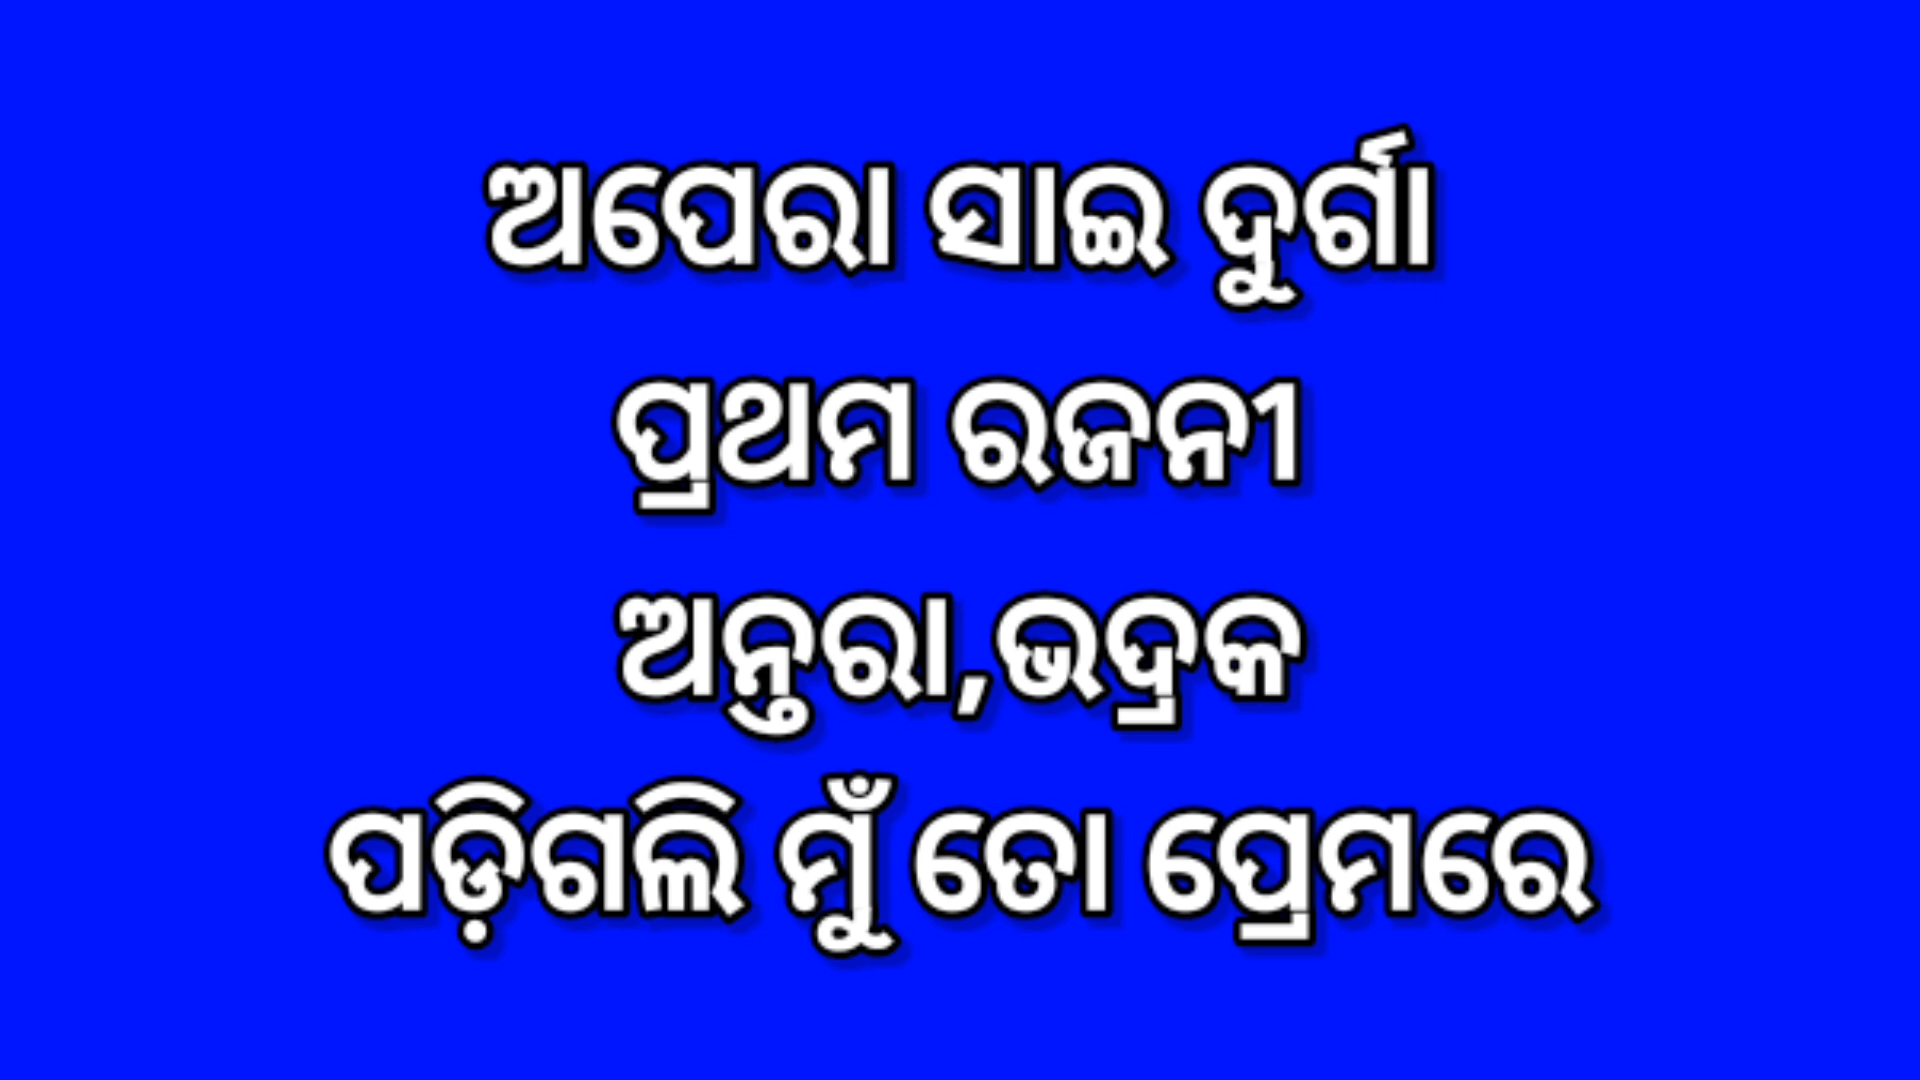 ଅପେରା ସାଇ ଦୁର୍ଗା
ପ୍ରଥମ ରଜନୀ
ଅନ୍ତରା,ଭଦ୍ରକ
ପଡ଼ିଗଲି ମୁଁ ତୋ ପ୍ରେମରେ